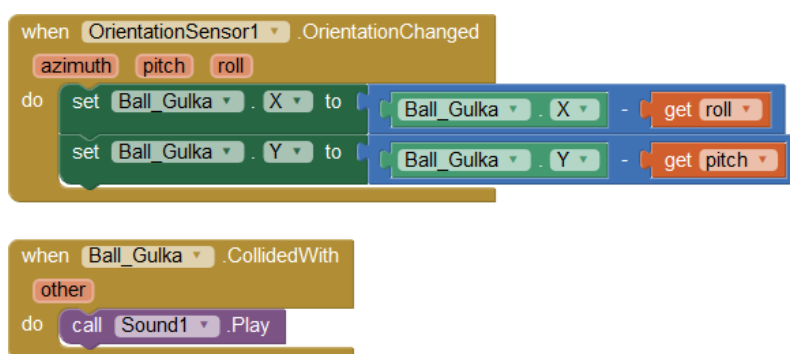 when OrientationSensor1 .OrientationChanged
azimuth pitch roll
do set Ball_Gulka . X to Ball_Gulka . X - get roll
set Ball_Gulka . Y to Ball_Gulka . Y - get pitch
when Ball_Gulka .CollidedWith
other
do call Sound1 .Play